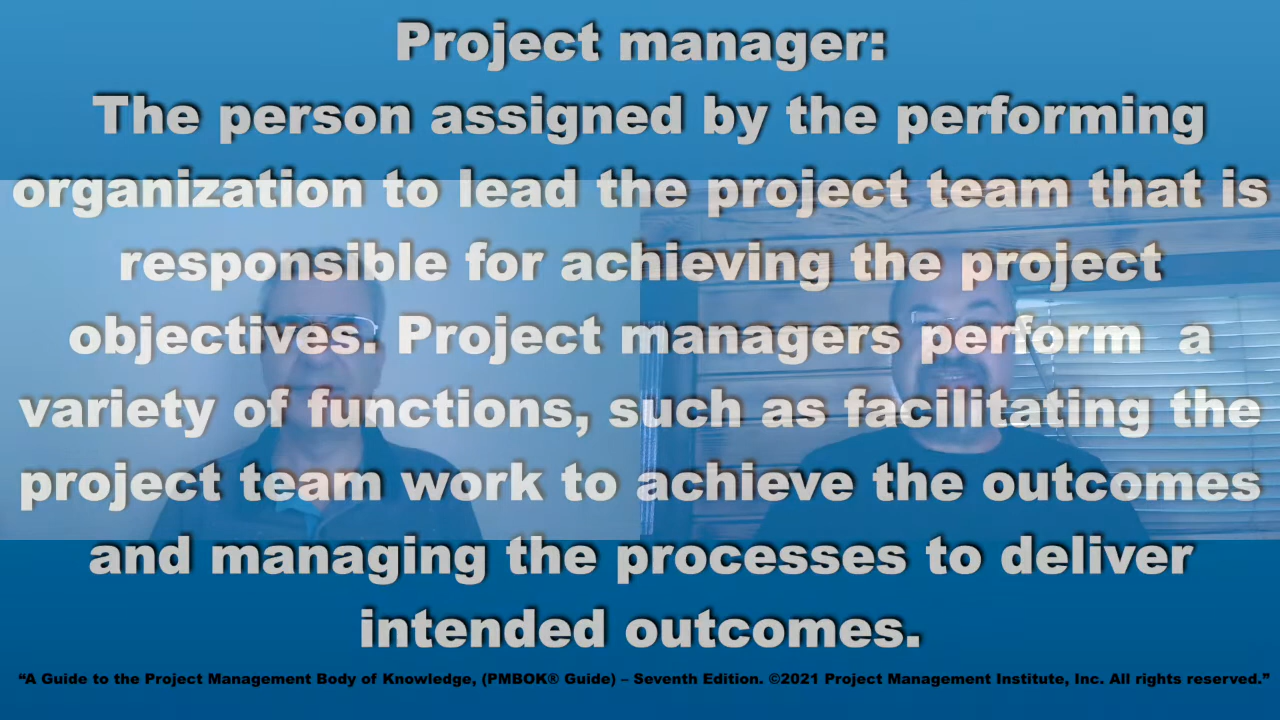 Project manager:
The person assigned by the performing
organization to lead the project team that is
responsible for achieving the project
objectives. Project managers perform a
variety of functions, such as facilitating the
project team work to achieve the outcomes
and managing the processes to deliver
intended outcomes.
“A Guide to the Project Management Body of Knowledge, (PMBOK® Guide) – Seventh Edition. ©2021 Project Management Institute, Inc. All rights reserved.”